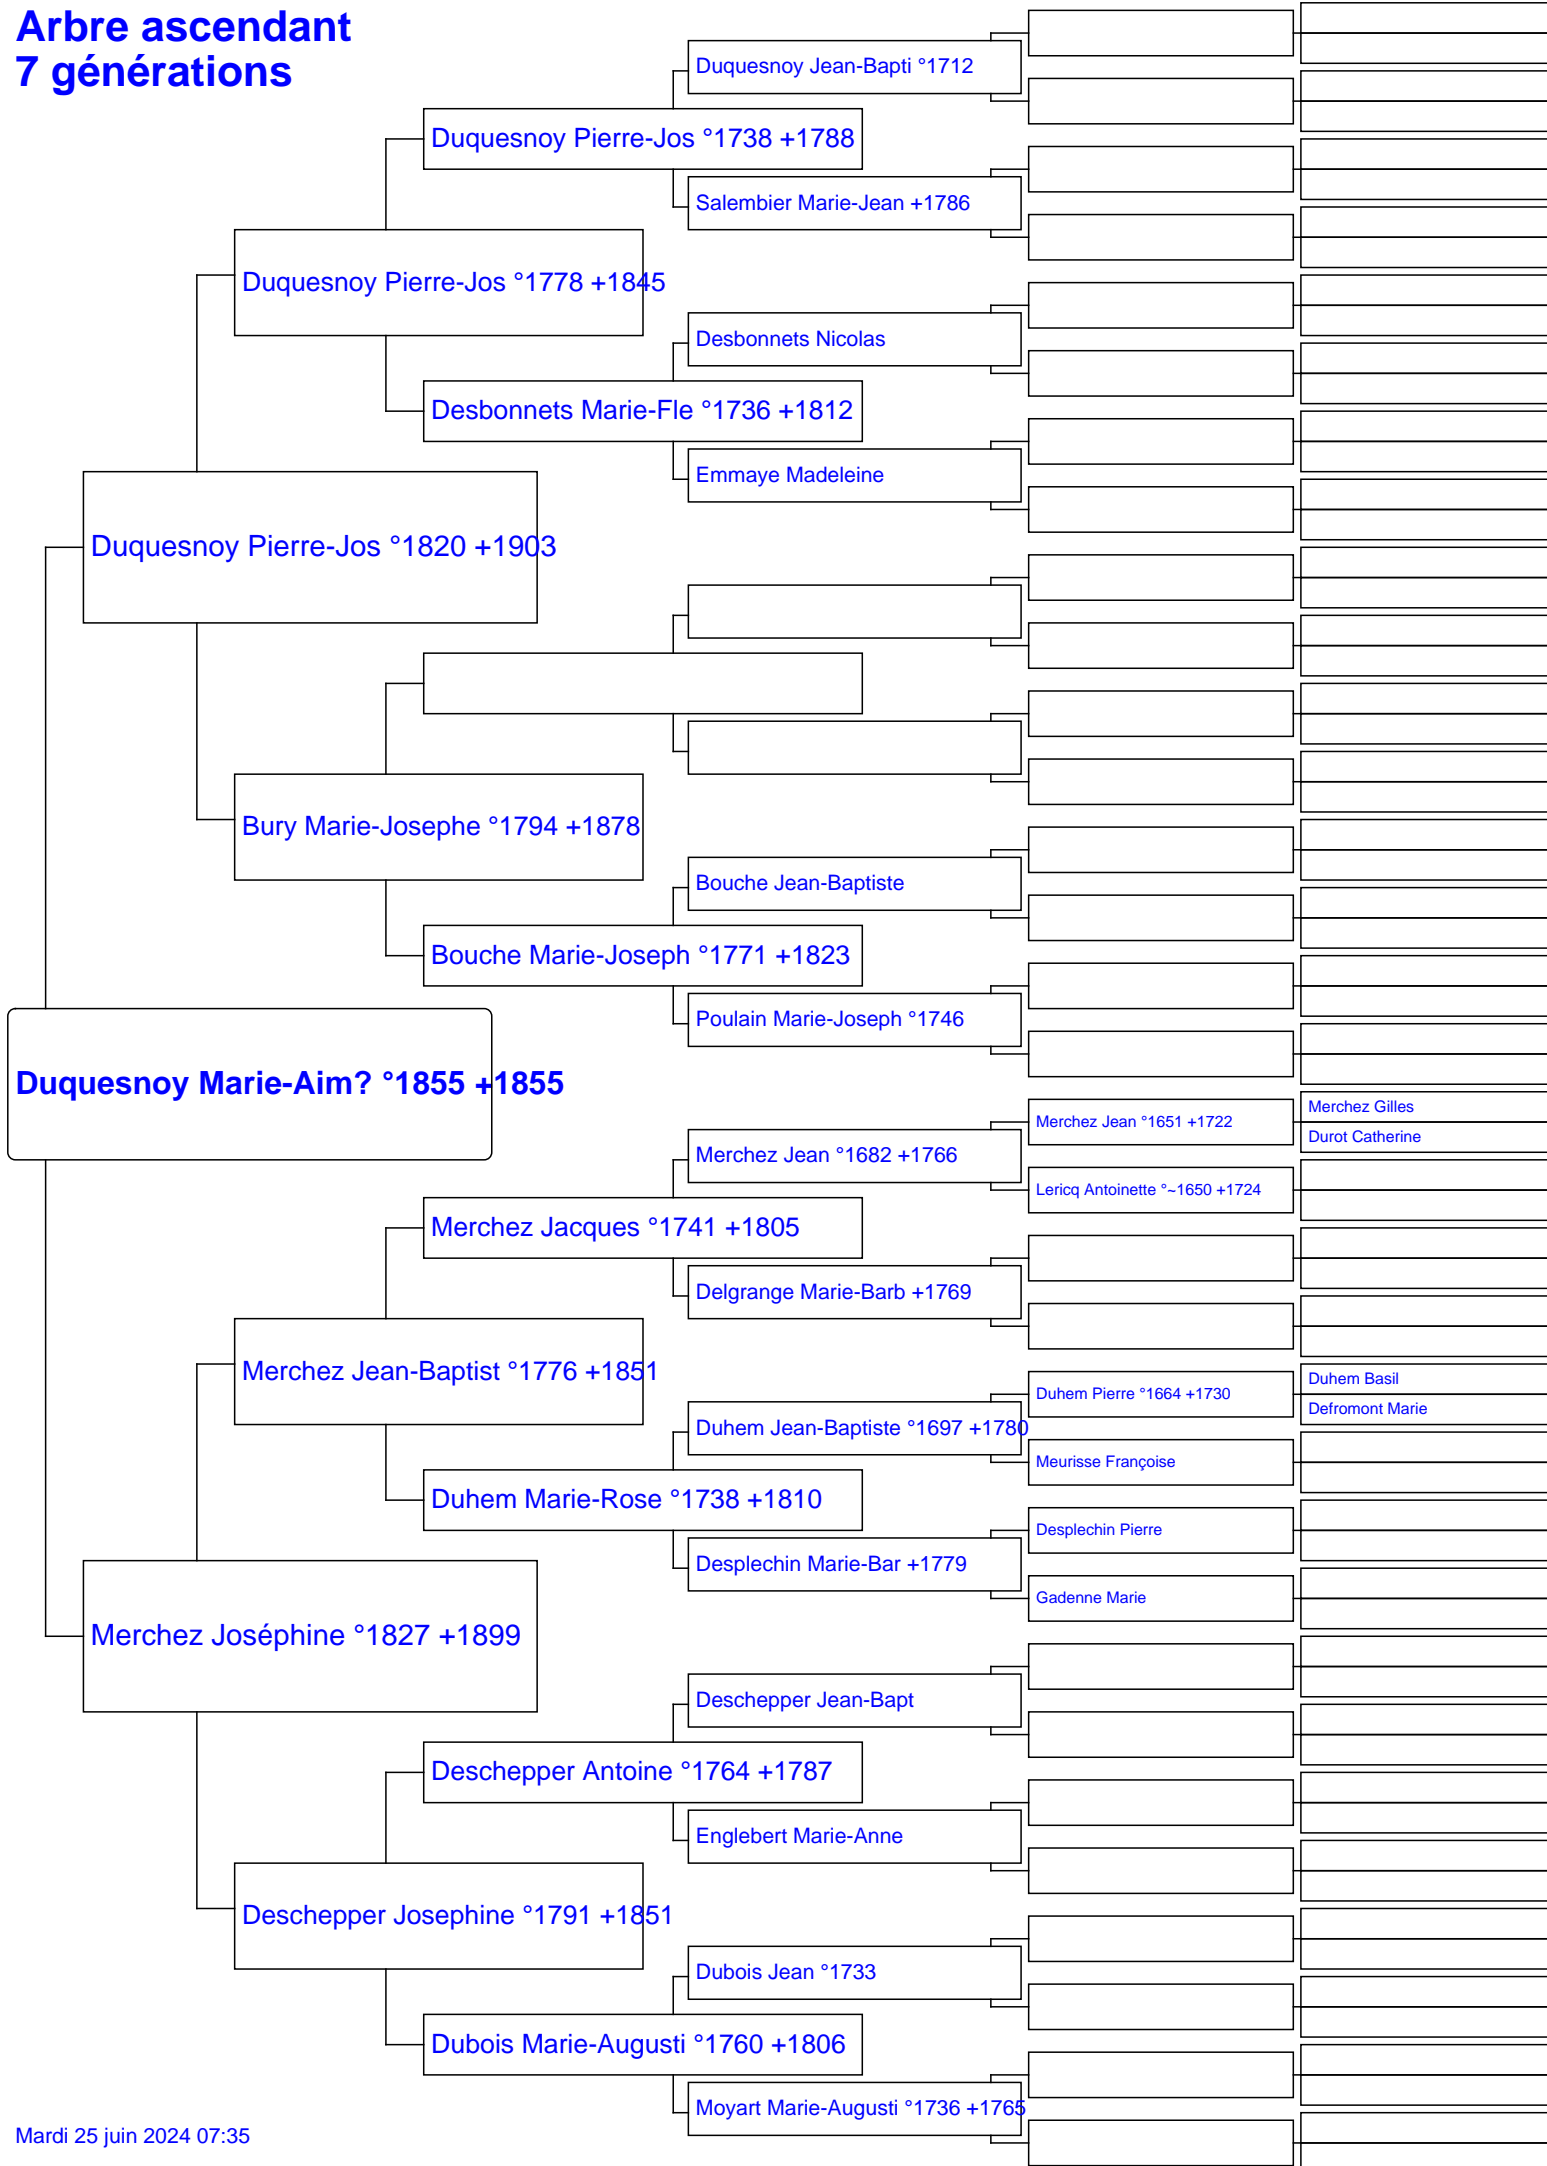 Arbre ascendant
7 générations
Duquesnoy Jean-Bapti °1712
Duquesnoy Pierre-Jos °1738 +1788
Salembier Marie-Jean +1786
Duquesnoy Pierre-Jos °1778 +1845
Desbonnets Nicolas
Desbonnets Marie-Fle °1736 +1812
Emmaye Madeleine
Duquesnoy Pierre-Jos °1820 +1903
Bury Marie-Josephe °1794 +1878
Bouche Jean-Baptiste
Bouche Marie-Joseph °1771 +1823
Poulain Marie-Joseph °1746
Duquesnoy Marie-Aim? °1855 +1855
Merchez Gilles
Merchez Jean °1651 +1722
Durot Catherine
Merchez Jean °1682 +1766
Lericq Antoinette °~1650 +1724
Merchez Jacques °1741 +1805
Delgrange Marie-Barb +1769
Merchez Jean-Baptist °1776 +1851
Duhem Basil
Duhem Pierre °1664 +1730
Defromont Marie
Duhem Jean-Baptiste °1697 +1780
Meurisse Françoise
Duhem Marie-Rose °1738 +1810
Desplechin Pierre
Desplechin Marie-Bar +1779
Gadenne Marie
Merchez Joséphine °1827 +1899
Deschepper Jean-Bapt
Deschepper Antoine °1764 +1787
Englebert Marie-Anne
Deschepper Josephine °1791 +1851
Dubois Jean °1733
Dubois Marie-Augusti °1760 +1806
Moyart Marie-Augusti °1736 +1765
Mardi 25 juin 2024 07:35